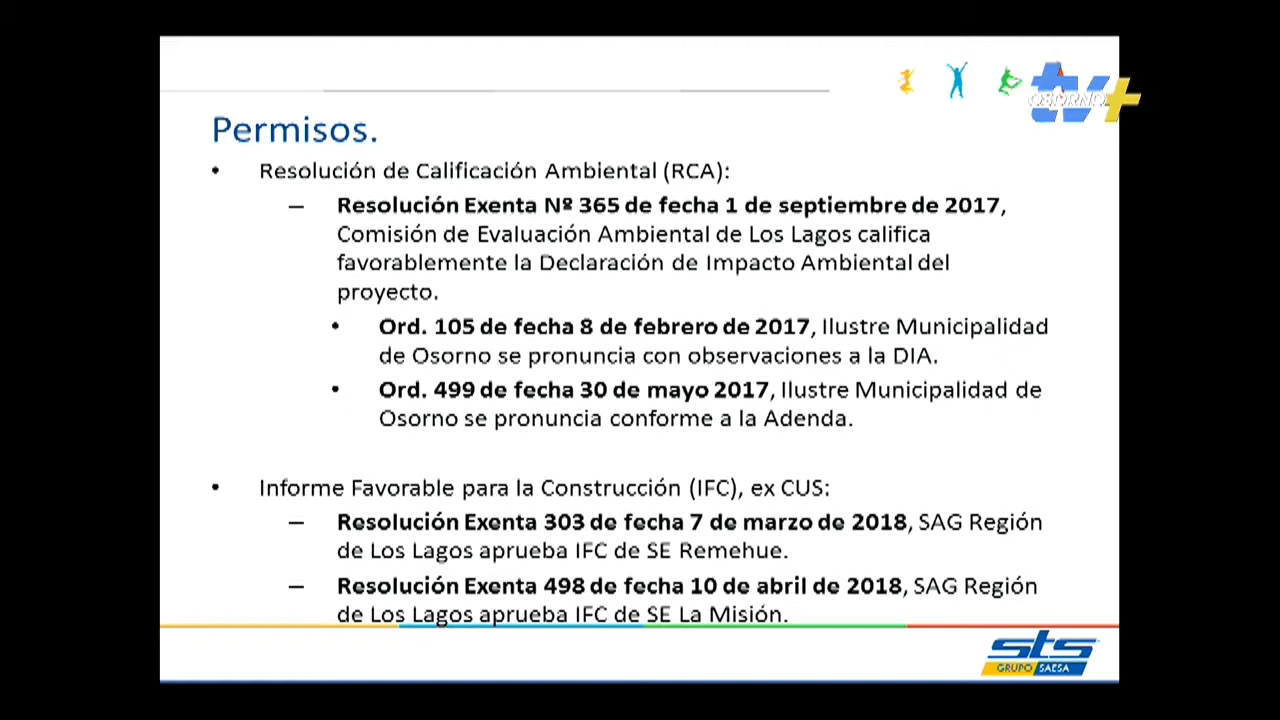 tv+
OSORNO
Permisos.
• Resolución de Calificación Ambiental (RCA):
– Resolución Exenta Nº 365 de fecha 1 de septiembre de 2017,
Comisión de Evaluación Ambiental de Los Lagos califica
favorablemente la Declaración de Impacto Ambiental del
proyecto.
• Ord. 105 de fecha 8 de febrero de 2017, Ilustre Municipalidad
de Osorno se pronuncia con observaciones a la DIA.
• Ord. 499 de fecha 30 de mayo 2017, Ilustre Municipalidad de
Osorno se pronuncia conforme a la Adenda.
• Informe Favorable para la Construcción (IFC), ex CUS:
– Resolución Exenta 303 de fecha 7 de marzo de 2018, SAG Región
de Los Lagos aprueba IFC de SE Remehue.
– Resolución Exenta 498 de fecha 10 de abril de 2018, SAG Región
de Los Lagos aprueba IFC de SE La Misión.
sts
GRUPO SAESA